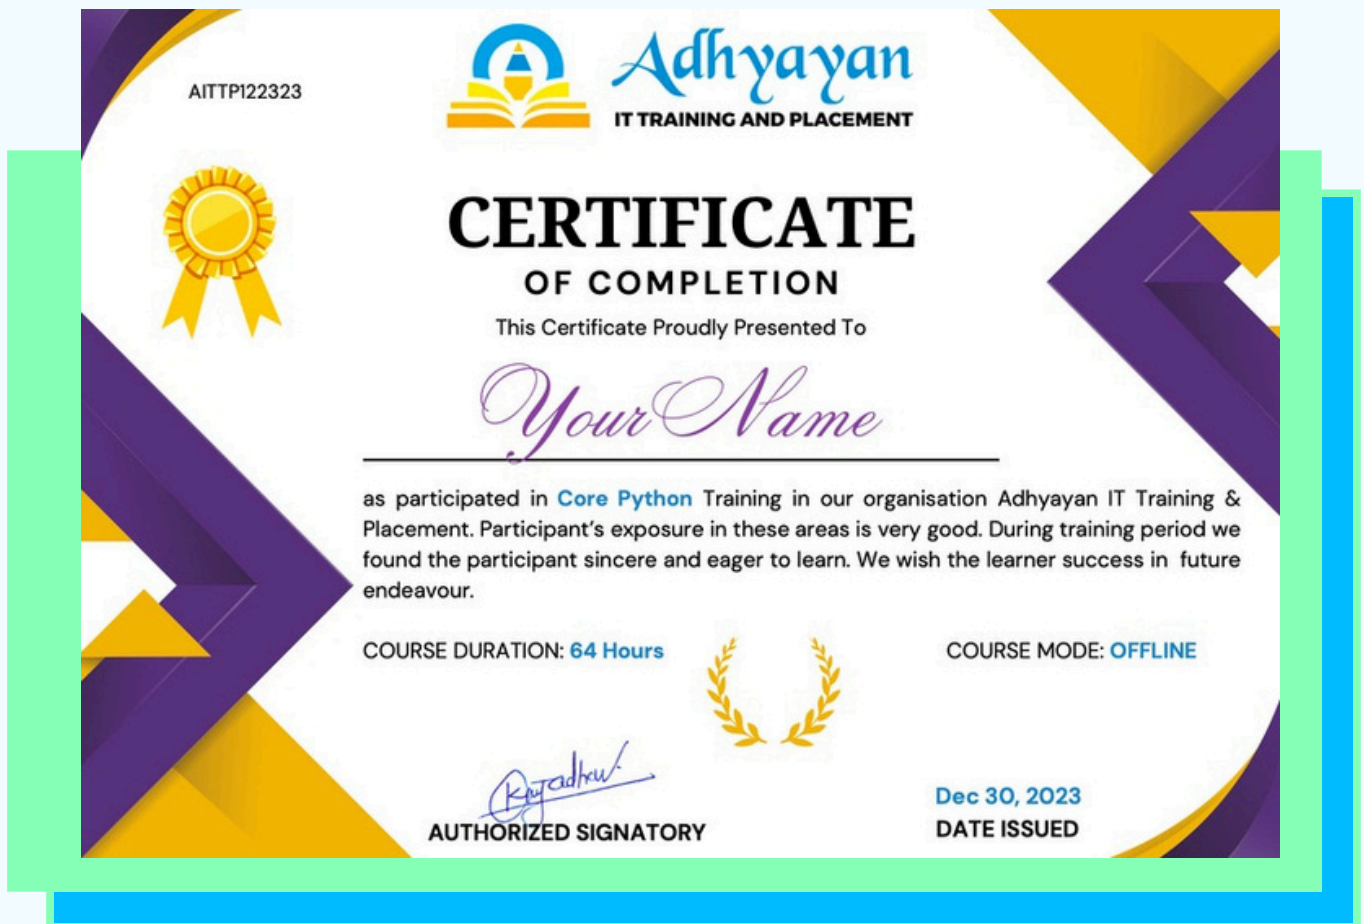 AITTP122323
Adhyayan
IT TRAINING AND PLACEMENT
CERTIFICATE
OF COMPLETION
This Certificate Proudly Presented To
Your Name
as participated in Core Python Training in our organisation Adhyayan IT Training &
Placement. Participant's exposure in these areas is very good. During training period we
found the participant sincere and eager to learn. We wish the learner success in future
endeavour.
COURSE DURATION: 64 Hours
COURSE MODE: OFFLINE
AUTHORIZED SIGNATORY
Dec 30, 2023
DATE ISSUED